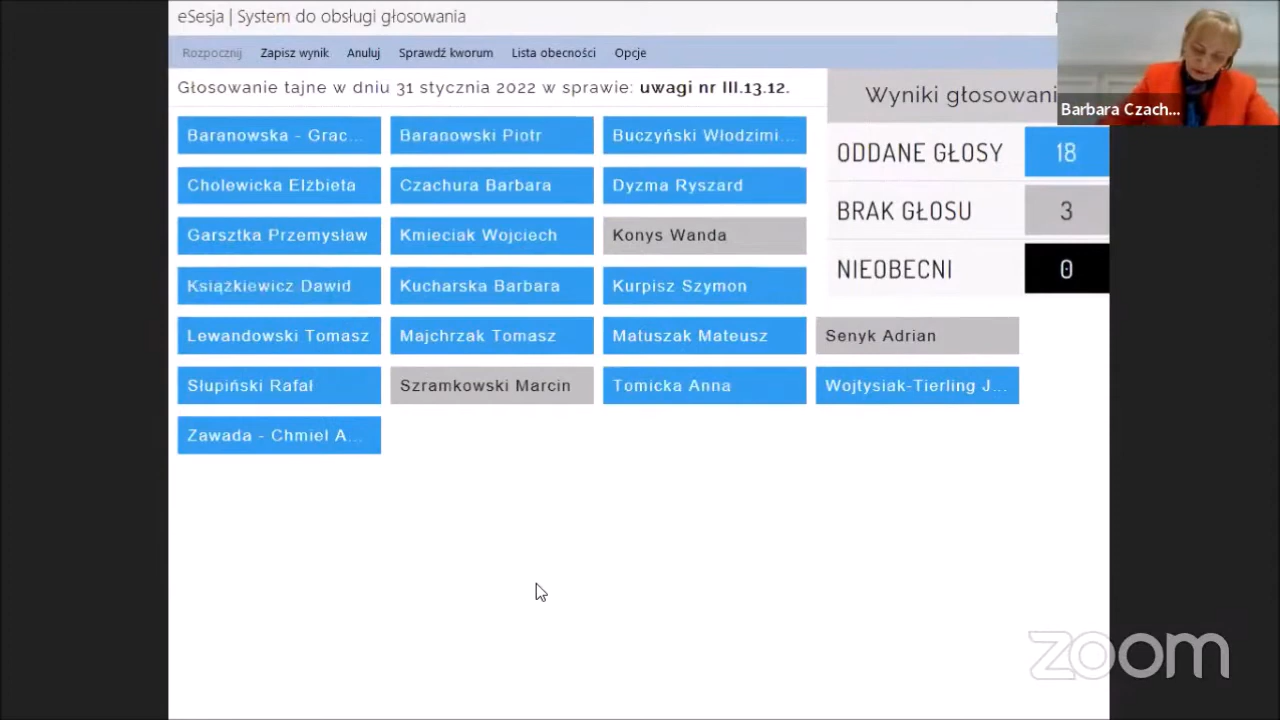 eSesja | System do obsługi głosowania
Rozpocznij Zapisz wynik Anuluj Sprawdź kworum Lista obecności Opcje
Głosowanie tajne w dniu 31 stycznia 2022 w sprawie: uwagi nr III.13.12.
Wyniki głosowani
Barbara Czach...
Baranowska - Grac... Baranowski Piotr Buczyński Włodzimi...
ODDANE GŁOSY 18
Cholewicka Elżbieta Czachura Barbara Dyzma Ryszard
BRAK GŁOSU 3
Garsztka Przemysław Kmieciak Wojciech Konys Wanda
NIEOBECNI 0
Książkiewicz Dawid Kucharska Barbara Kurpisz Szymon
Lewandowski Tomasz Majchrzak Tomasz Matuszak Mateusz Senyk Adrian
Słupiński Rafał Szramkowski Marcin Tomicka Anna Wojtysiak-Tierling J...
Zawada - Chmiel A...
zoom